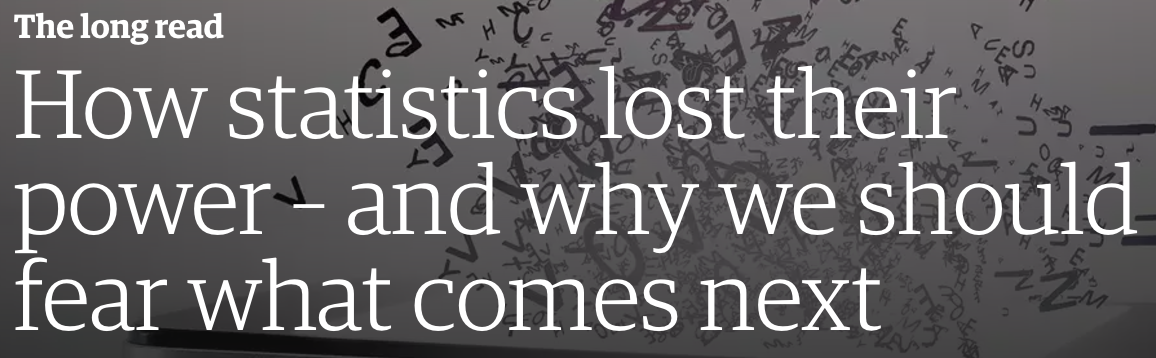 The long read
How statistics lost their
power – and why we should
fear what comes next